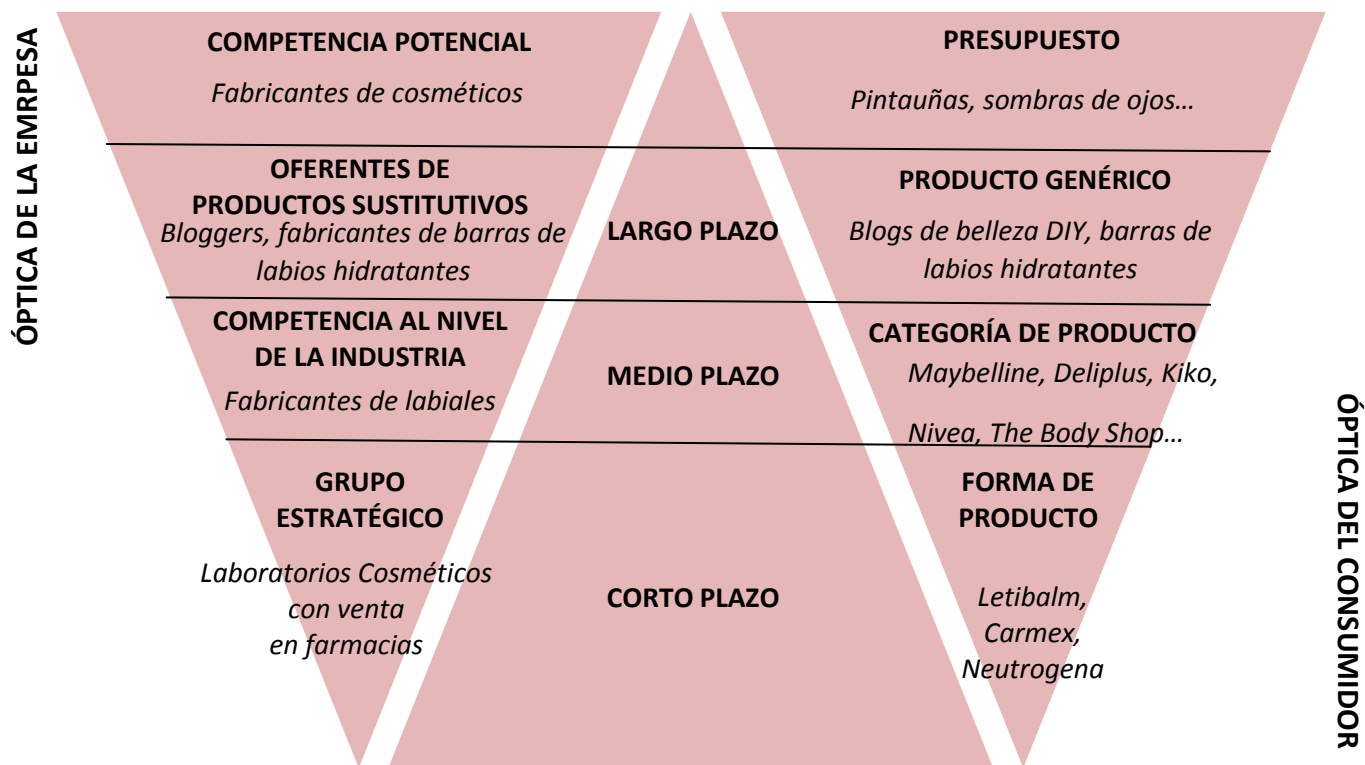 ÓPTICA DE LA EMRPESA
COMPETENCIA POTENCIAL
Fabricantes de cosméticos
OFERENTES DE
PRODUCTOS SUSTITUTIVOS
Bloggers, fabricantes de barras de
labios hidratantes
COMPETENCIA AL NIVEL
DE LA INDUSTRIA
Fabricantes de labiales
GRUPO
ESTRATÉGICO
Laboratorios Cosméticos
con venta
en farmacias
LARGO PLAZO
MEDIO PLAZO
CORTO PLAZO
PRESUPUESTO
Pintauñas, sombras de ojos…
PRODUCTO GENÉRICO
Blogs de belleza DIY, barras de
labios hidratantes
CATEGORÍA DE PRODUCTO
Maybelline, Deliplus, Kiko,
Nivea, The Body Shop…
FORMA DE
PRODUCTO
Letibalm,
Carmex,
Neutrogena
ÓPTICA DEL CONSUMIDOR